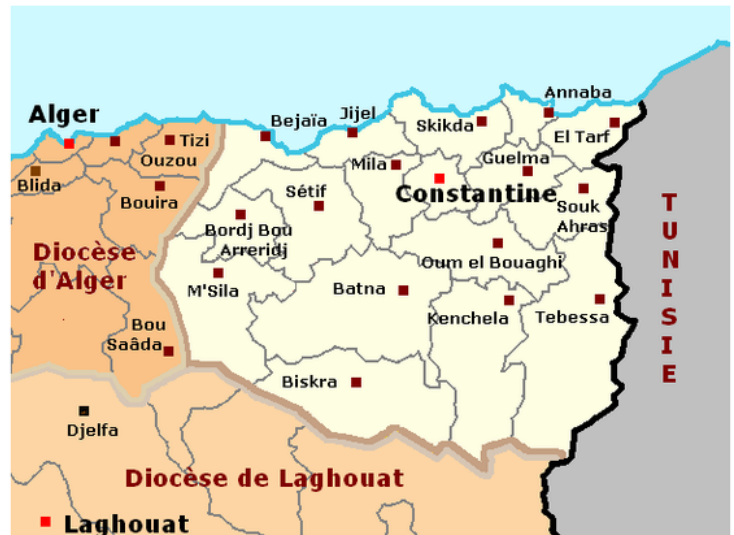 Annaba
Alger
Bejaïa
Jijel
Skikda
El Tarf
Tizi
Ouzou
Mila
Guelma
Blida
Bouira
Sétif
Constantine
Souk
Ahras
Bordj Bou
Arreridj
Diocèse
d'Alger
Oum el Bouaghi
M'Sila
Batna
Kenchela
Tebessa
Bou
Saâda
TUNISIE
Biskra
Djelfa
Diocèse de Laghouat
Laghouat